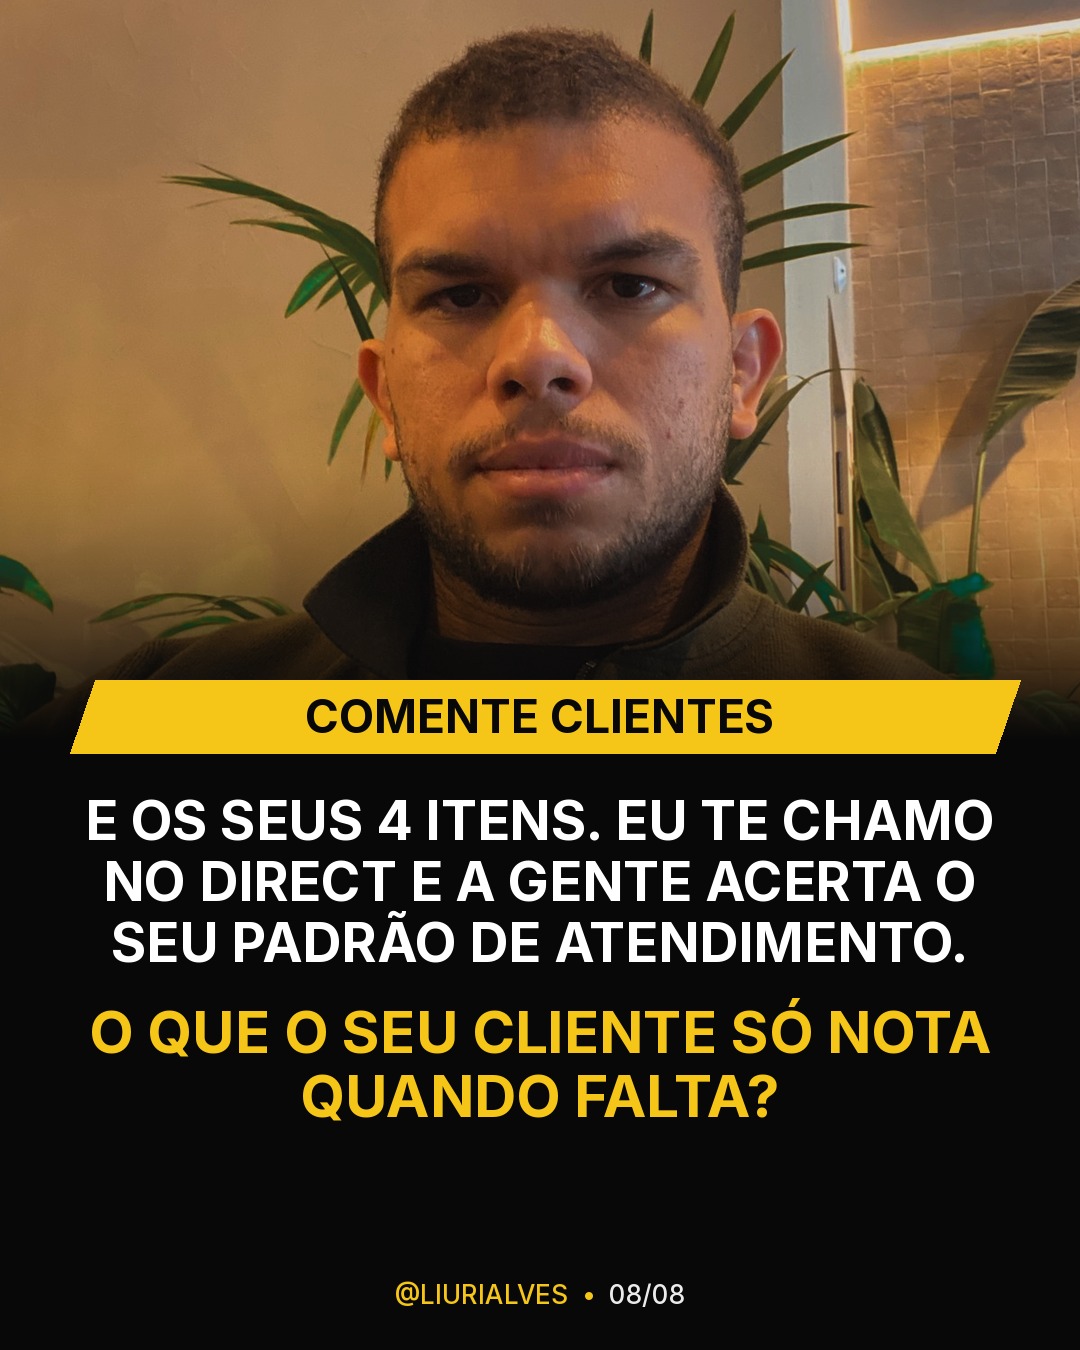 COMENTE CLIENTES
E OS SEUS 4 ITENS. EU TE CHAMO
NO DIRECT E A GENTE ACERTA O
SEU PADRÃO DE ATENDIMENTO.
O QUE O SEU CLIENTE SÓ NOTA
QUANDO FALTA?
@LIURIALVES • 08/08